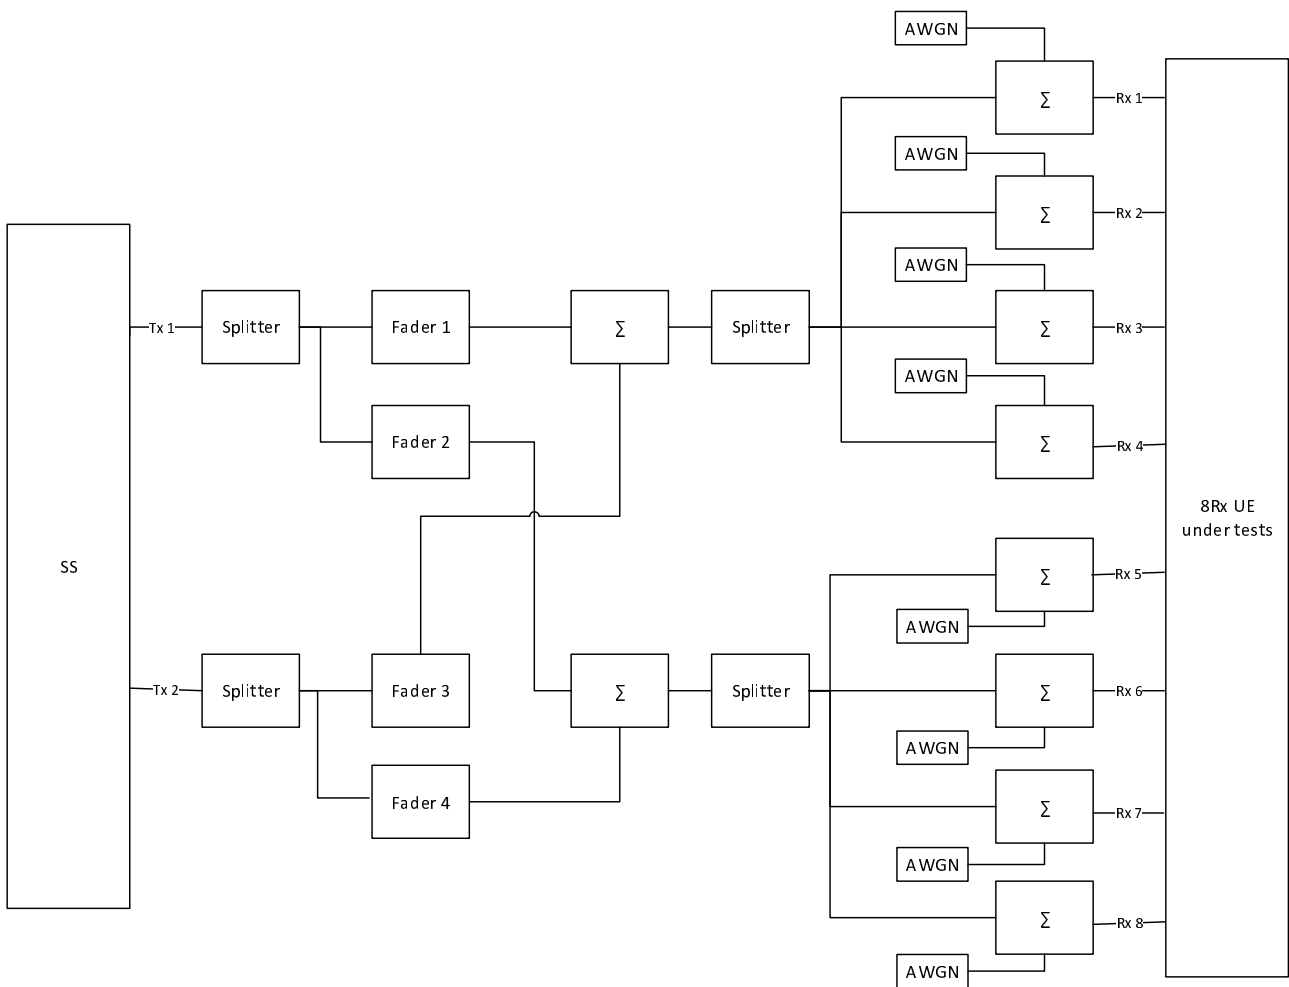 AWGN
∑
Rx 1
AWGN
∑
Rx 2
AWGN
∑
Rx 3
AWGN
∑
Rx 4
SS
Tx 1
Splitter
Fader 1
∑
Splitter
Fader 2
Tx 2
Splitter
Fader 3
∑
Splitter
Fader 4
∑
Rx 5
AWGN
∑
Rx 6
AWGN
∑
Rx 7
AWGN
∑
Rx 8
AWGN
8Rx UE
under tests